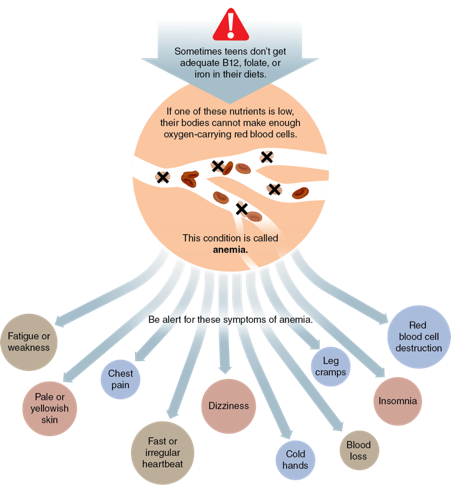 Sometimes teens don't get
adequate B12, folate, or
iron in their diets.
If one of these nutrients is low,
their bodies cannot make enough
oxygen-carrying red blood cells.
This condition is called
anemia.
Be alert for these symptoms of anemia.
Fatigue or
weakness
Pale or
yellowish
skin
Chest
pain
Fast or
irregular
heartbeat
Dizziness
Cold
hands
Leg
cramps
Blood
loss
Insomnia
Red
blood cell
destruction